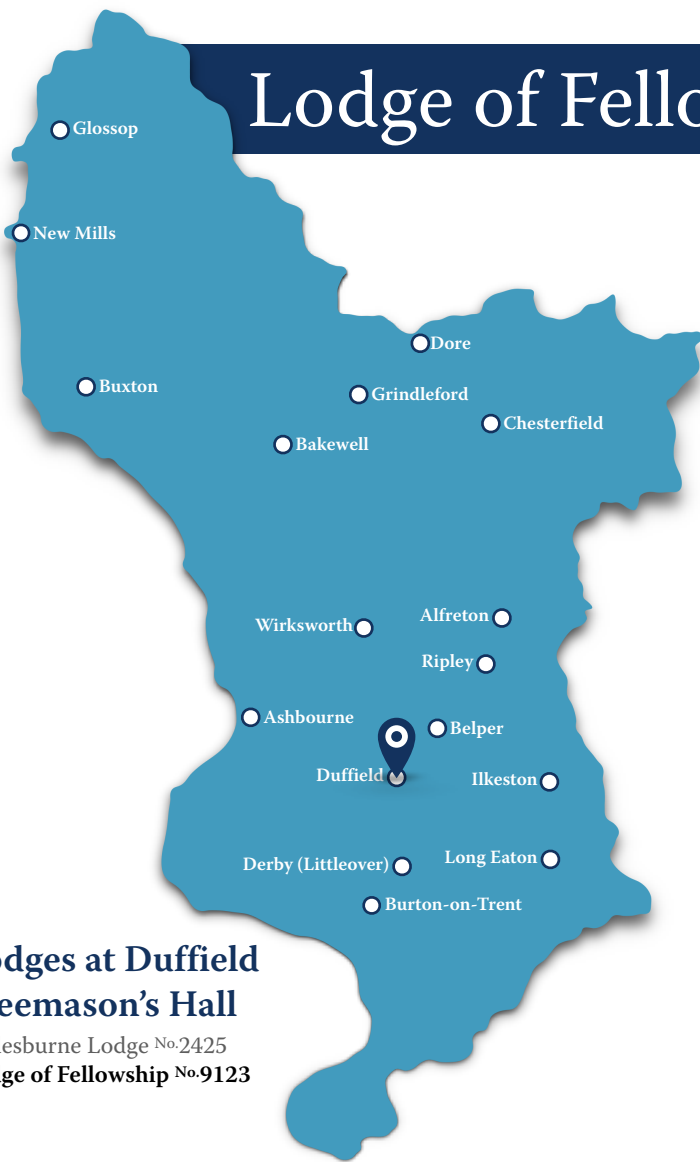 Lodge of Fello
Glossop
New Mills
Dore
Buxton
Grindleford
Chesterfield
Bakewell
Alfreton
Wirksworth
Ripley
Ashbourne
Belper
Duffield
Ilkeston
Long Eaton
Derby (Littleover)
Burton-on-Trent
odges at Duffield
eemason’s Hall
esburne Lodge No.2425
ge of Fellowship No.9123